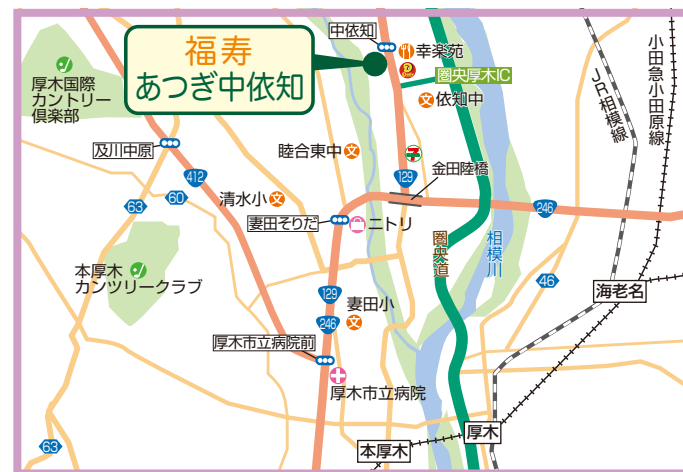 福寿
あつぎ中依知
中依知
幸楽苑
圏央厚木IC
依知中
厚木国際
カントリー
倶楽部
及川中原
412
睦合東中
7
129
金田陸橋
JR相模線
小田急小田原線
60
63
清水小
妻田そりだ
ニトリ
246
圏央道
相模川
本厚木
カンツリークラブ
46
海老名
129
246
妻田小
厚木市立病院前
厚木市立病院
63
本厚木
厚木
文
文
文
文